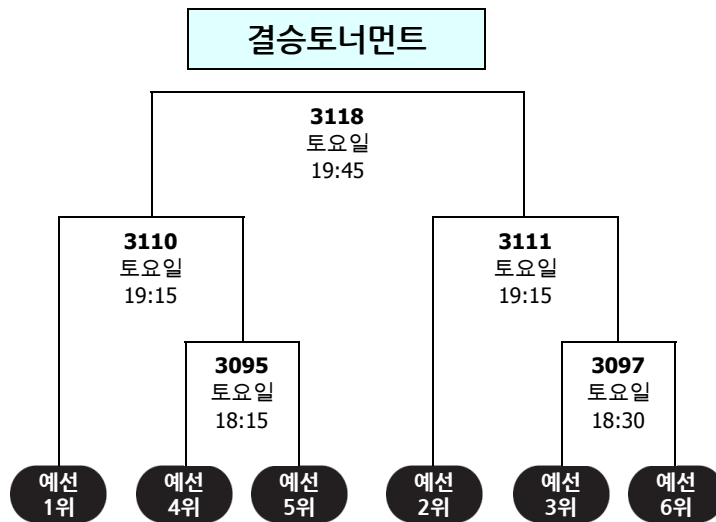 결승토너먼트
3118
토요일
19:45
3110
토요일
19:15
3111
토요일
19:15
3095
토요일
18:15
3097
토요일
18:30
예선
1위
예선
4위
예선
5위
예선
2위
예선
3위
예선
6위